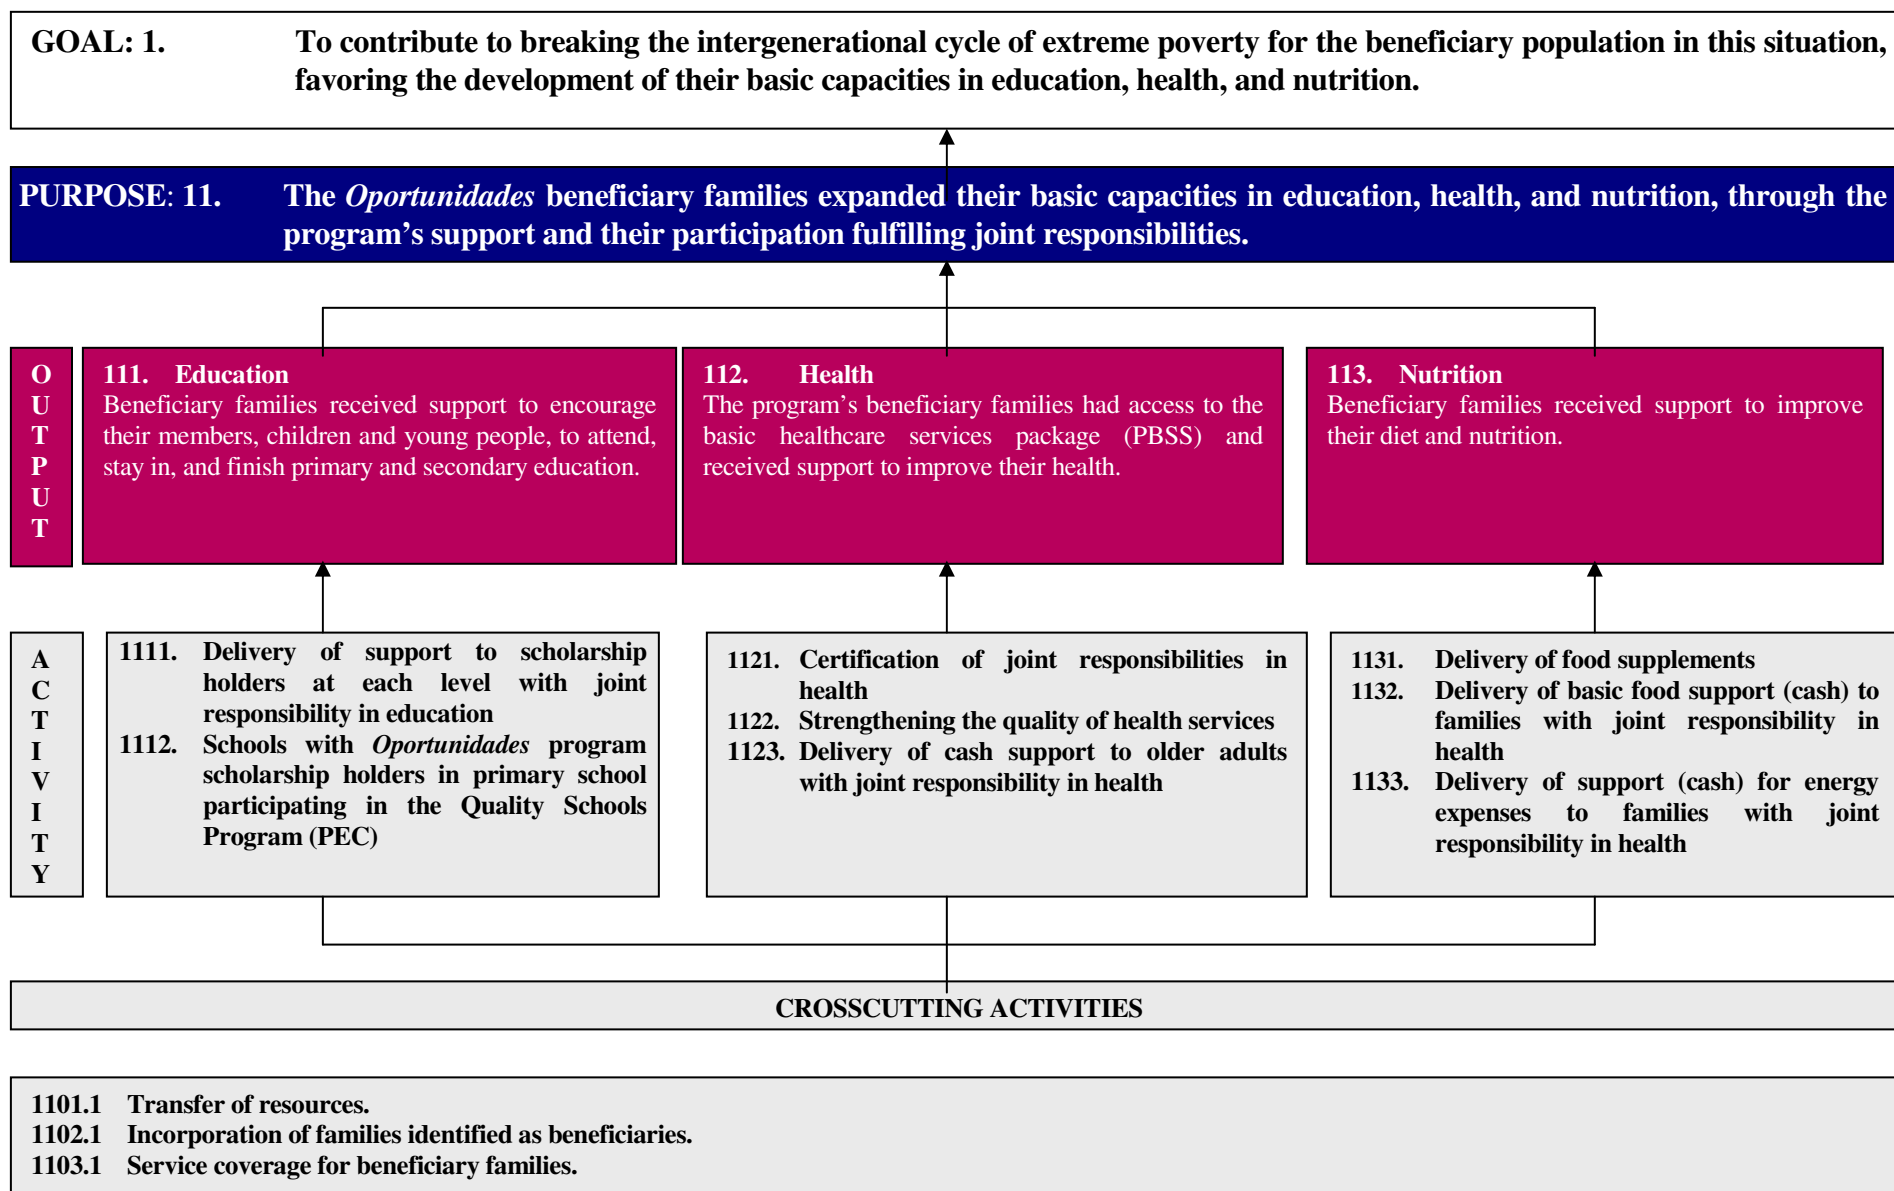 GOAL: 1. To contribute to breaking the intergenerational cycle of extreme poverty for the beneficiary population in this situation,
favoring the development of their basic capacities in education, health, and nutrition.
PURPOSE: 11. The Oportunidades beneficiary families expanded their basic capacities in education, health, and nutrition, through the
program’s support and their participation fulfilling joint responsibilities.
O
U
T
P
U
T
111. Education
Beneficiary families received support to encourage
their members, children and young people, to attend,
stay in, and finish primary and secondary education.
112. Health
The program’s beneficiary families had access to the
basic healthcare services package (PBSS) and
received support to improve their health.
113. Nutrition
Beneficiary families received support to improve
their diet and nutrition.
A
C
T
I
V
I
T
Y
1111. Delivery of support to scholarship
holders at each level with joint
responsibility in education
1112. Schools with Oportunidades program
scholarship holders in primary school
participating in the Quality Schools
Program (PEC)
1121. Certification of joint responsibilities in
health
1122. Strengthening the quality of health services
1123. Delivery of cash support to older adults
with joint responsibility in health
1131. Delivery of food supplements
1132. Delivery of basic food support (cash) to
families with joint responsibility in
health
1133. Delivery of support (cash) for energy
expenses to families with joint
responsibility in health
CROSSCUTTING ACTIVITIES
1101.1 Transfer of resources.
1102.1 Incorporation of families identified as beneficiaries.
1103.1 Service coverage for beneficiary families.